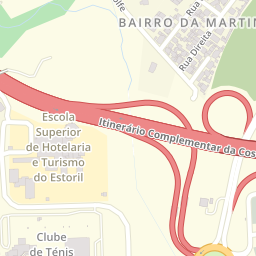 olfe
Rua
BAIRRO DA MARTIN
Rua Direita
Itinerário Complementar da Cos
Escola
Superior
de Hotelaria
e Turismo
do Estoril
Clube
de Ténis